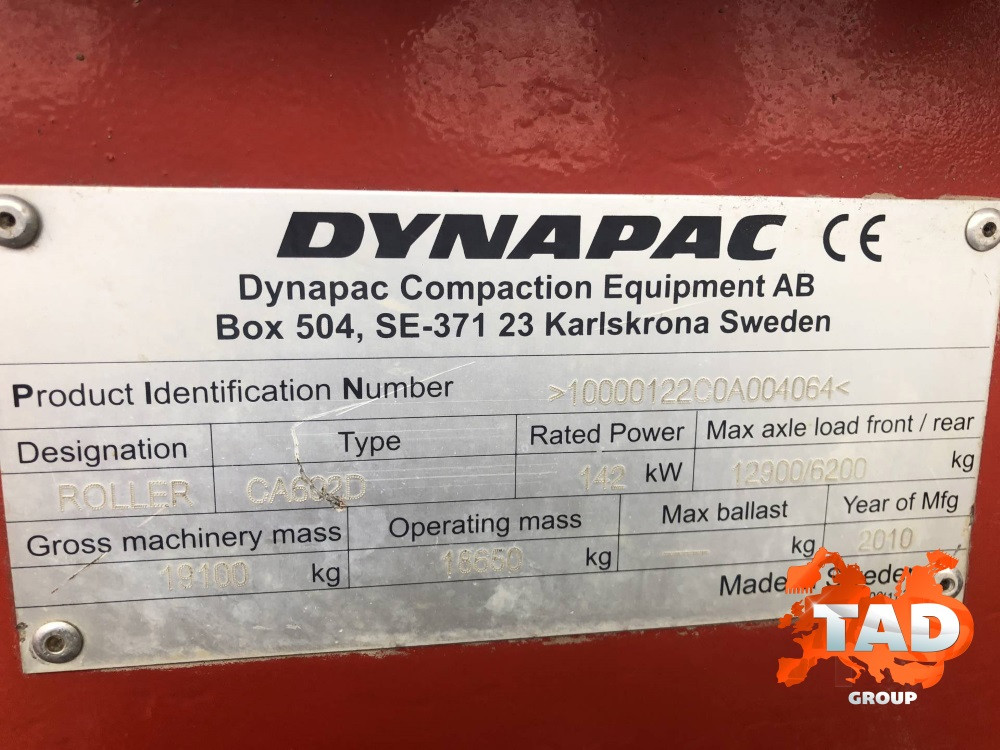 DYNAPAC CE
Dynapac Compaction Equipment AB
Box 504, SE-371 23 Karlskrona Sweden
Product Identification Number >10000122C0A004064<
Designation Type Rated Power Max axle load front / rear
ROLLER CA602D 142 kW 12900/6200 kg
Gross machinery mass Operating mass Max ballast Year of Mfg
19100 kg 18650 kg kg 2010
Made
TAD
GROUP